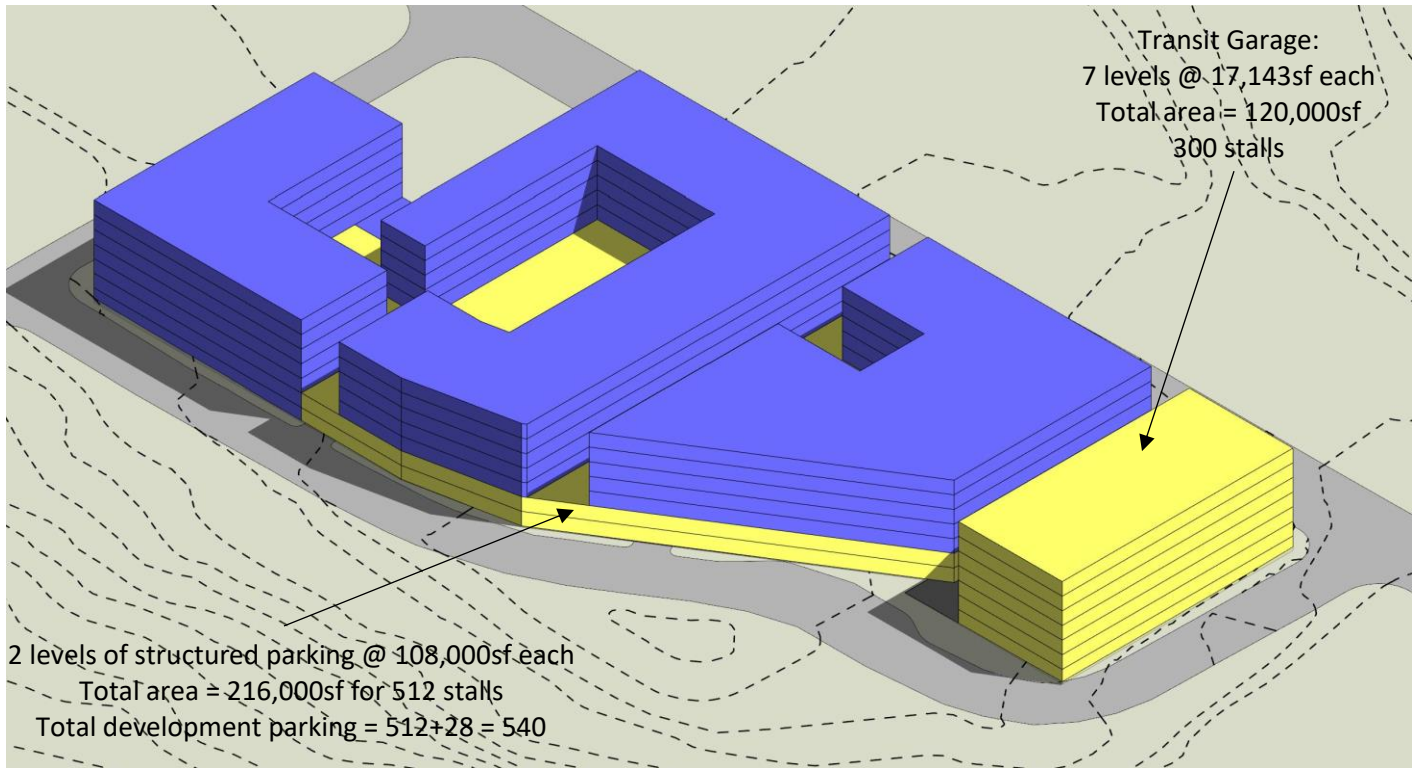 Transit Garage:
7 levels @ 17,143sf each
Total area = 120,000sf
300 stalls
2 levels of structured parking @ 108,000sf each
Total area = 216,000sf for 512 stalls
Total development parking = 512+28 = 540